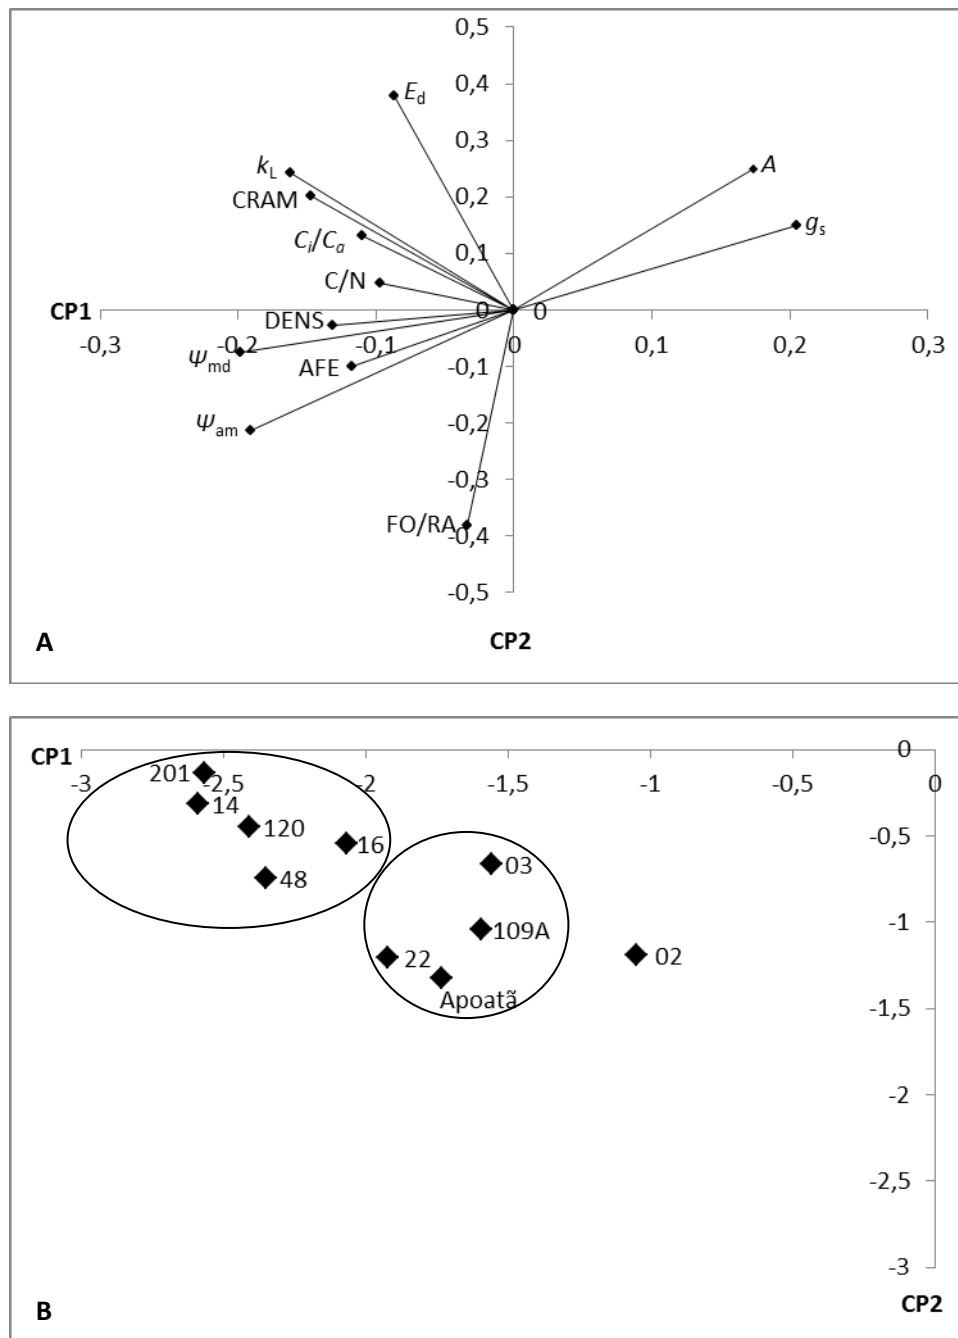 0,5
0,4
E_d
0,3
k_L
A
0,2
CRAM
g_s
C_i/C_a
0,1
C/N
CP1
0
0
DENS
-0,3
-0,2
-0,1
0
0,1
0,2
0,3
Ψ_md
AFE
-0,1
Ψ_am
-0,2
-0,3
FO/RA
-0,4
-0,5
A
CP2
CP1
0
201
-3
-2,5
-2
-1,5
-1
-0,5
0
14
120
-0,5
16
03
48
-1
109A
22
02
Apoatã
-1,5
-2
-2,5
-3
B
CP2